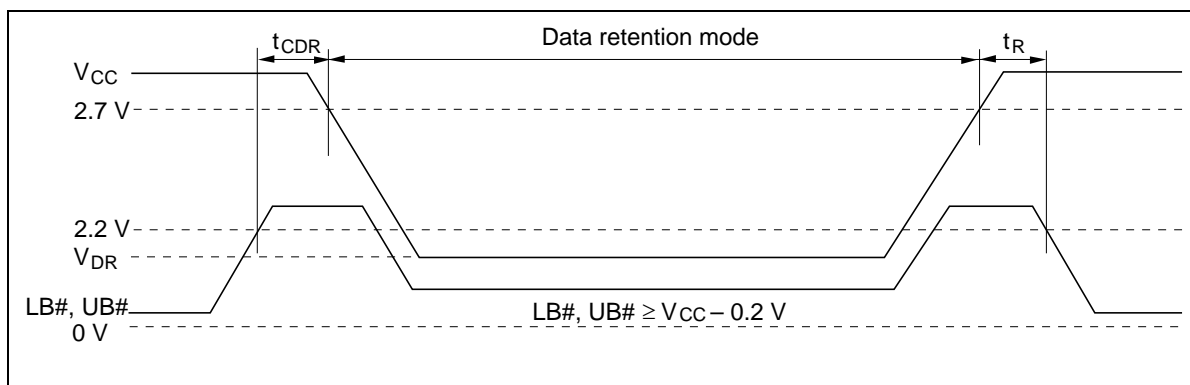 tCDR
Data retention mode
tR
VCC
2.7 V
2.2 V
VDR
LB#, UB#
LB#, UB# ≥ VCC – 0.2 V
0 V